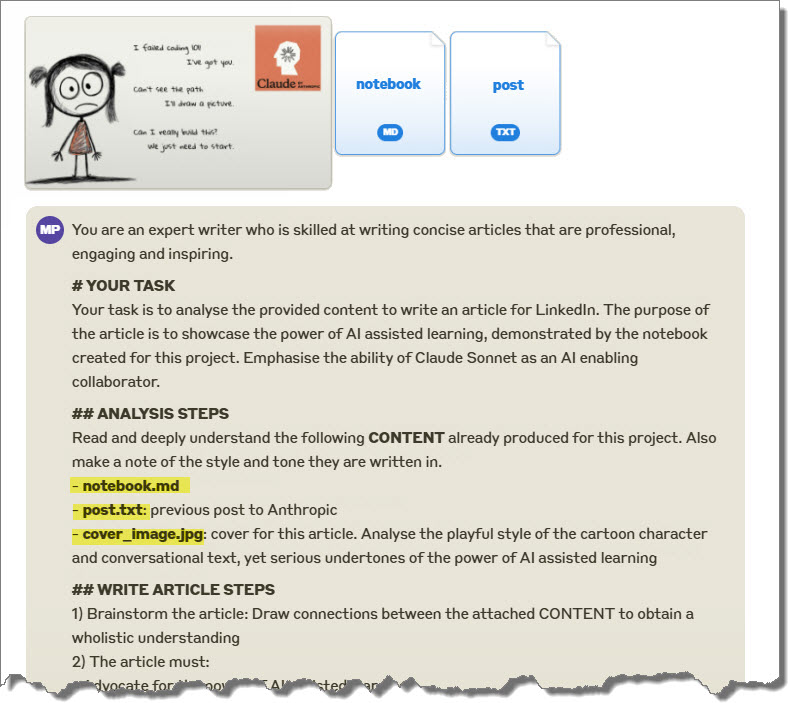 I failed coding 101!
I've got you.
Can't see the path.
I'll draw a picture.
Can I really build this?
We just need to start.
Claude
notebook
MD
post
TXT
MP
You are an expert writer who is skilled at writing concise articles that are professional,
engaging and inspiring.
# YOUR TASK
Your task is to analyse the provided content to write an article for LinkedIn. The purpose of
the article is to showcase the power of AI assisted learning, demonstrated by the notebook
created for this project. Emphasise the ability of Claude Sonnet as an AI enabling
collaborator.
## ANALYSIS STEPS
Read and deeply understand the following CONTENT already produced for this project. Also
make a note of the style and tone they are written in.
- notebook.md
- post.txt: previous post to Anthropic
- cover_image.jpg: cover for this article. Analyse the playful style of the cartoon character
and conversational text, yet serious undertones of the power of AI assisted learning
## WRITE ARTICLE STEPS
1) Brainstorm the article: Draw connections between the attached CONTENT to obtain a
wholistic understanding
2) The article must: